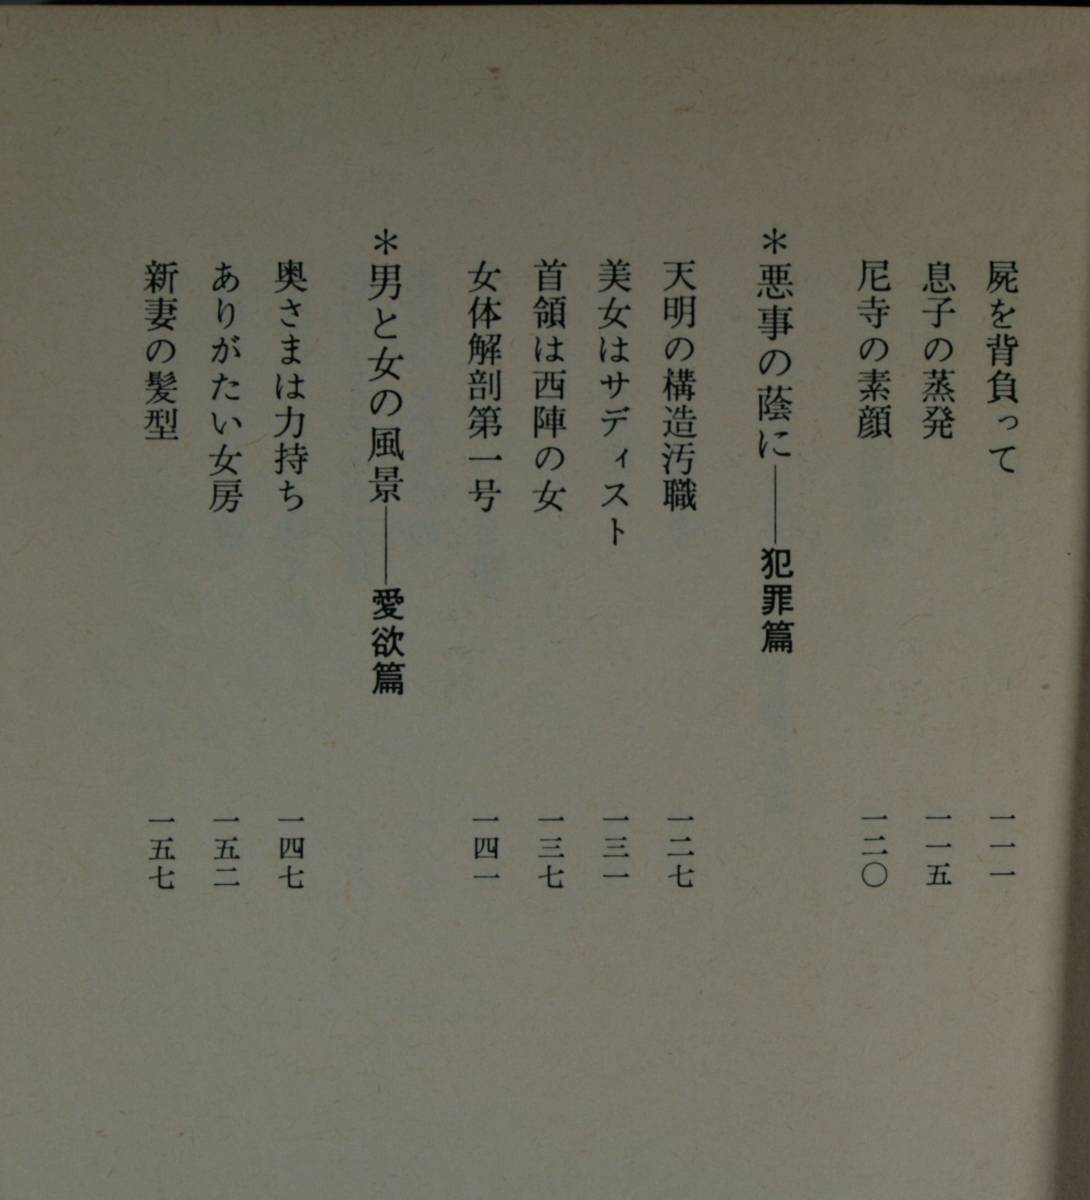 屍を背負って 一一一
息子の蒸発 一一五
尼寺の素顔 一二〇
＊悪事の蔭に――犯罪篇
天明の構造汚職 一二七
美女はサディスト 一三一
首領は西陣の女 一三七
女体解剖第一号 一四一
＊男と女の風景――愛欲篇
奥さまは力持ち 一四七
ありがたい女房 一五二
新妻の髪型 一五七